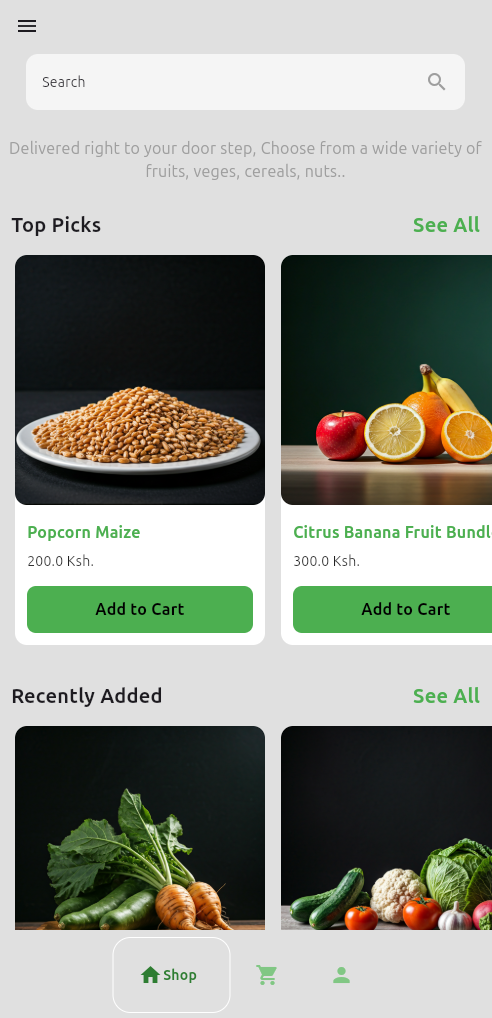 Search
Delivered right to your door step, Choose from a wide variety of
fruits, veges, cereals, nuts..
Top Picks See All
Popcorn Maize
200.0 Ksh.
Add to Cart
Citrus Banana Fruit Bundl
300.0 Ksh.
Add to Cart
Recently Added See All
Shop